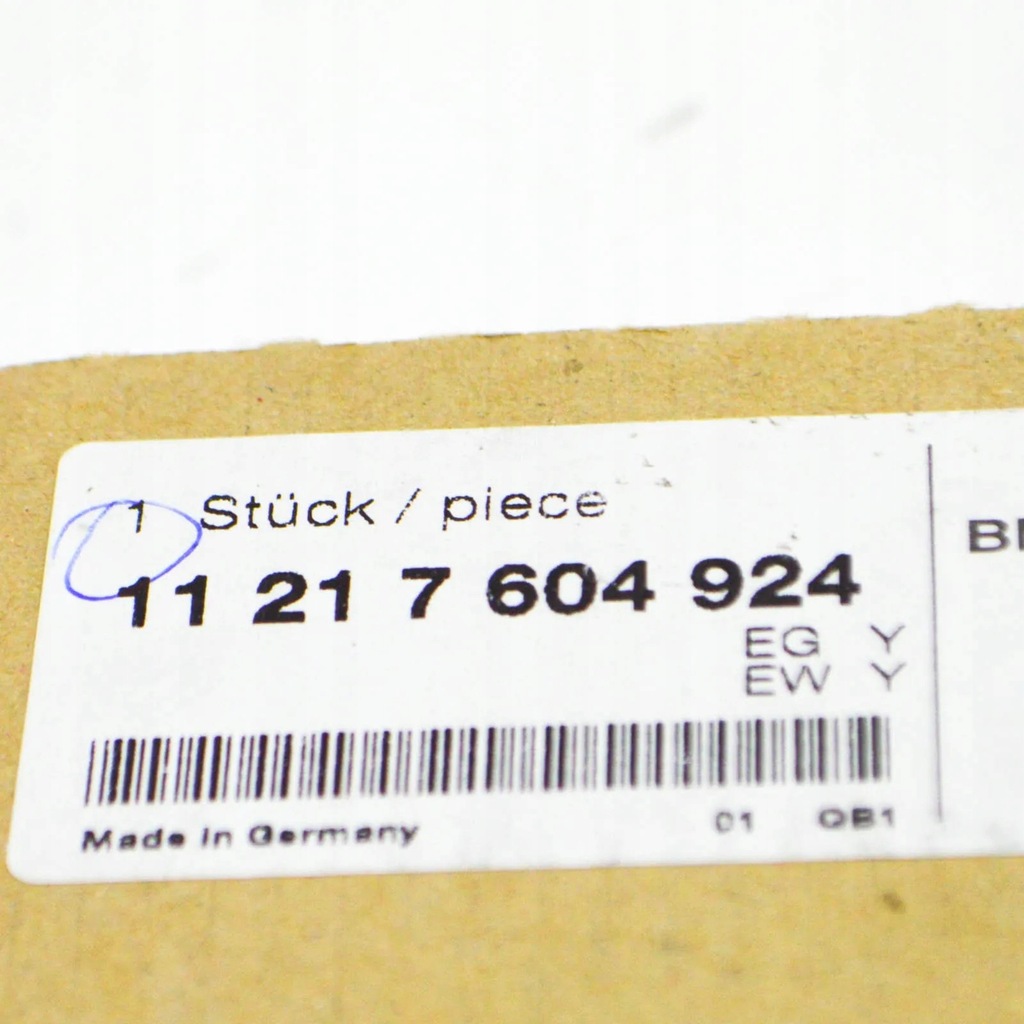 1 Stück / piece
11 21 7 604 924
EG Y
EW Y
Made in Germany 01 QB1